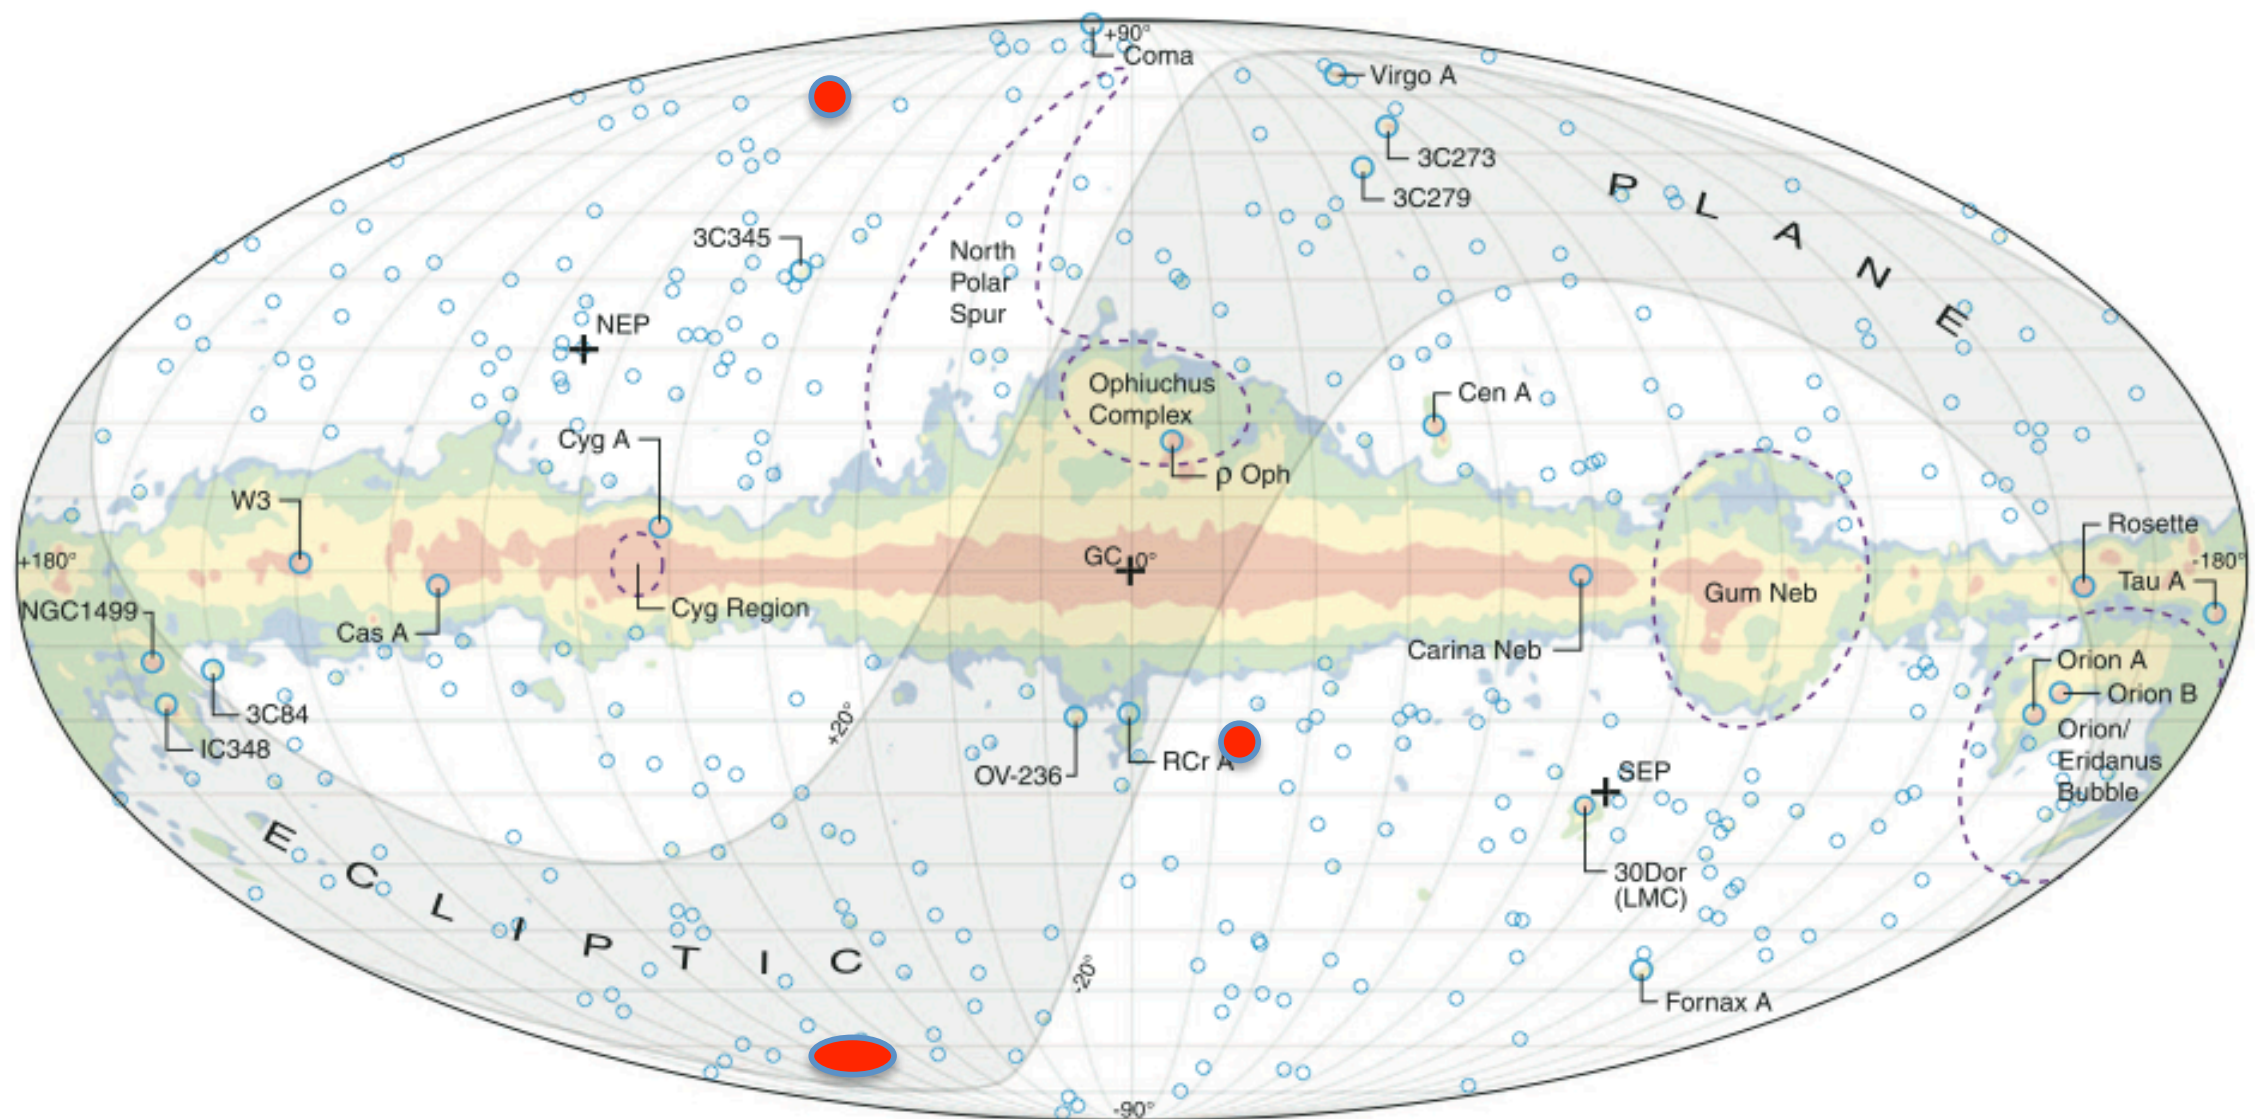 +90°
Coma
Virgo A
3C273
3C279
P L A N E
3C345
North
Polar
Spur
NEP
Ophiuchus
Complex
Cen A
Cyg A
ρ Oph
W3
Rosette
+180°
GC 0°
-180°
Tau A
Gum Neb
NGC1499
Cyg Region
Cas A
Carina Neb
Orion A
Orion B
3C84
IC348
+20°
Orion/
Eridanus
Bubble
OV-236
RCr A
SEP
E C L I P T I C
30Dor
(LMC)
-20°
Fornax A
-90°